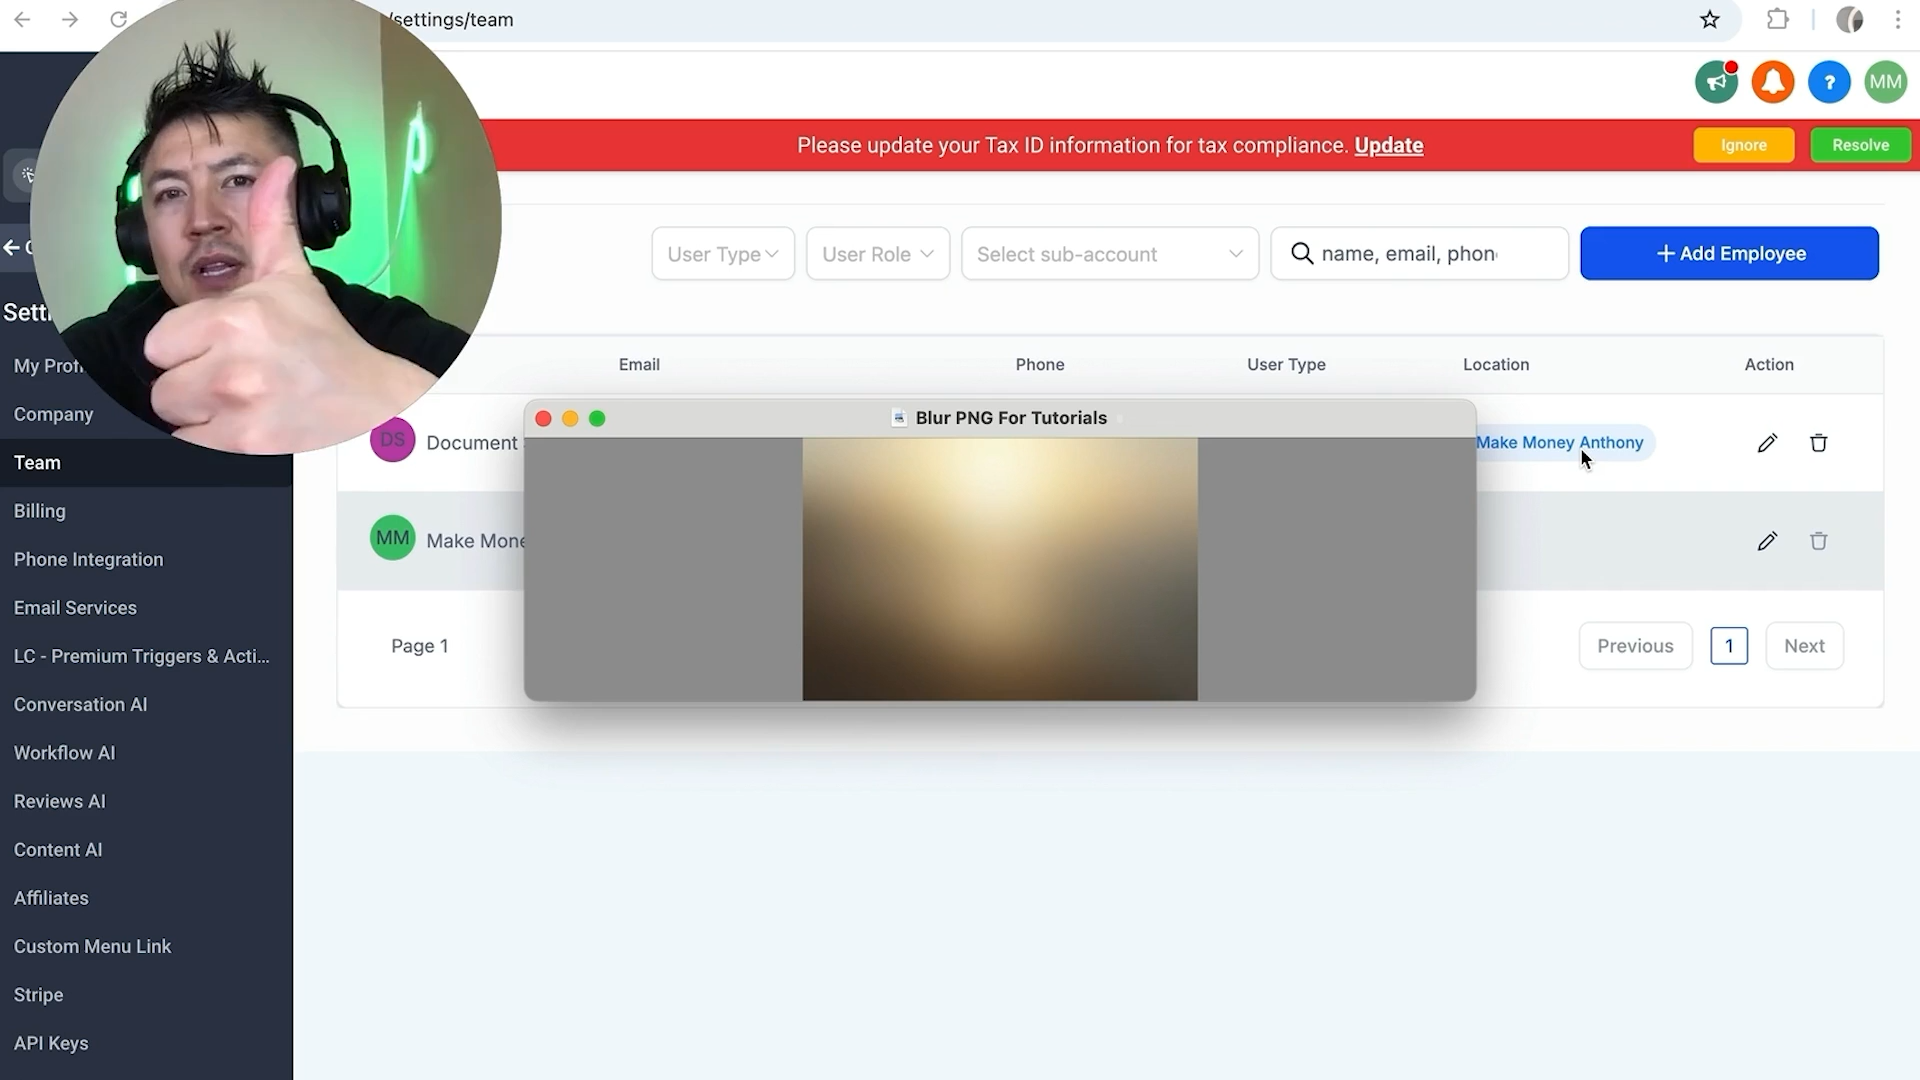 /settings/team
MM
Please update your Tax ID information for tax compliance. Update
Ignore
Resolve
User Type
User Role
Select sub-account
name, email, phon
+ Add Employee
Email
Phone
User Type
Location
Action
Blur PNG For Tutorials
DS
Document
Make Money Anthony
MM
Make Mone
Page 1
Previous
1
Next
Sett
My Prof
Company
Team
Billing
Phone Integration
Email Services
LC - Premium Triggers & Acti...
Conversation AI
Workflow AI
Reviews AI
Content AI
Affiliates
Custom Menu Link
Stripe
API Keys